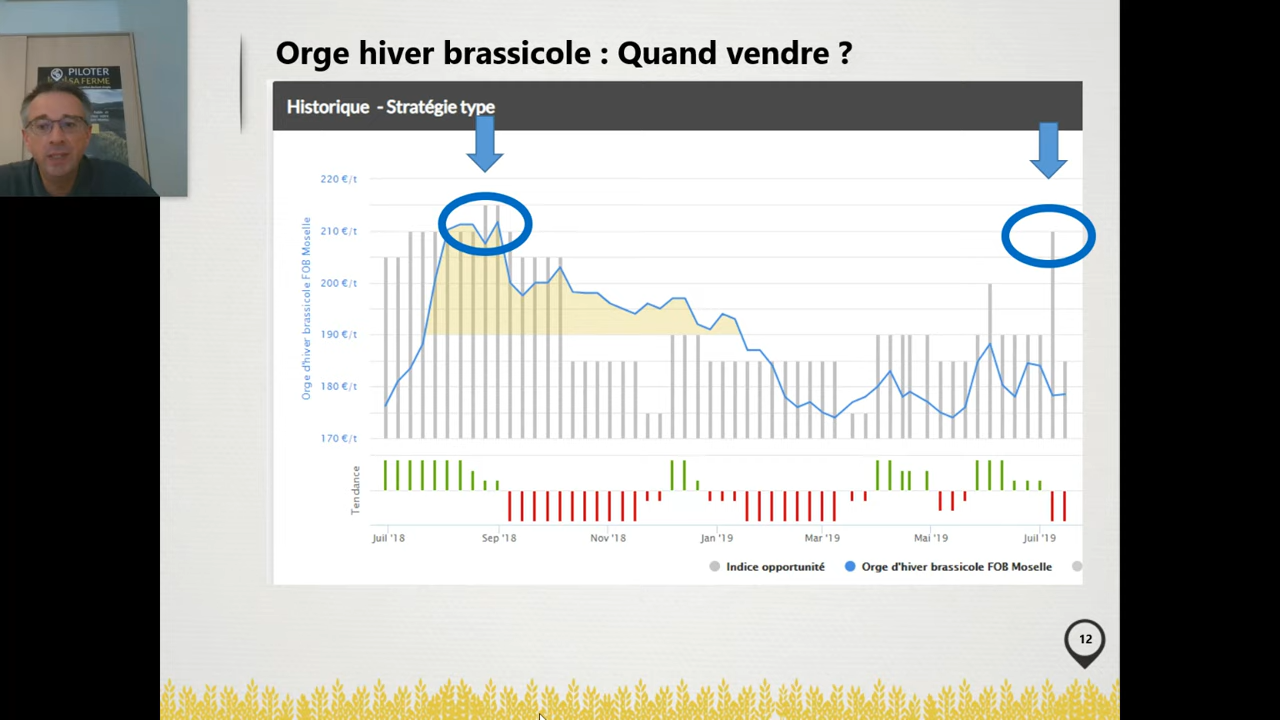 Orge hiver brassicole : Quand vendre ?
PILOTER
SA FERME
Historique - Stratégie type
220 €/t
210 €/t
200 €/t
190 €/t
180 €/t
170 €/t
Orge d'hiver brassicole FOB Moselle
Tendance
Juil '18
Sep '18
Nov '18
Jan '19
Mar '19
Mai '19
Juil '19
Indice opportunité
Orge d'hiver brassicole FOB Moselle
12